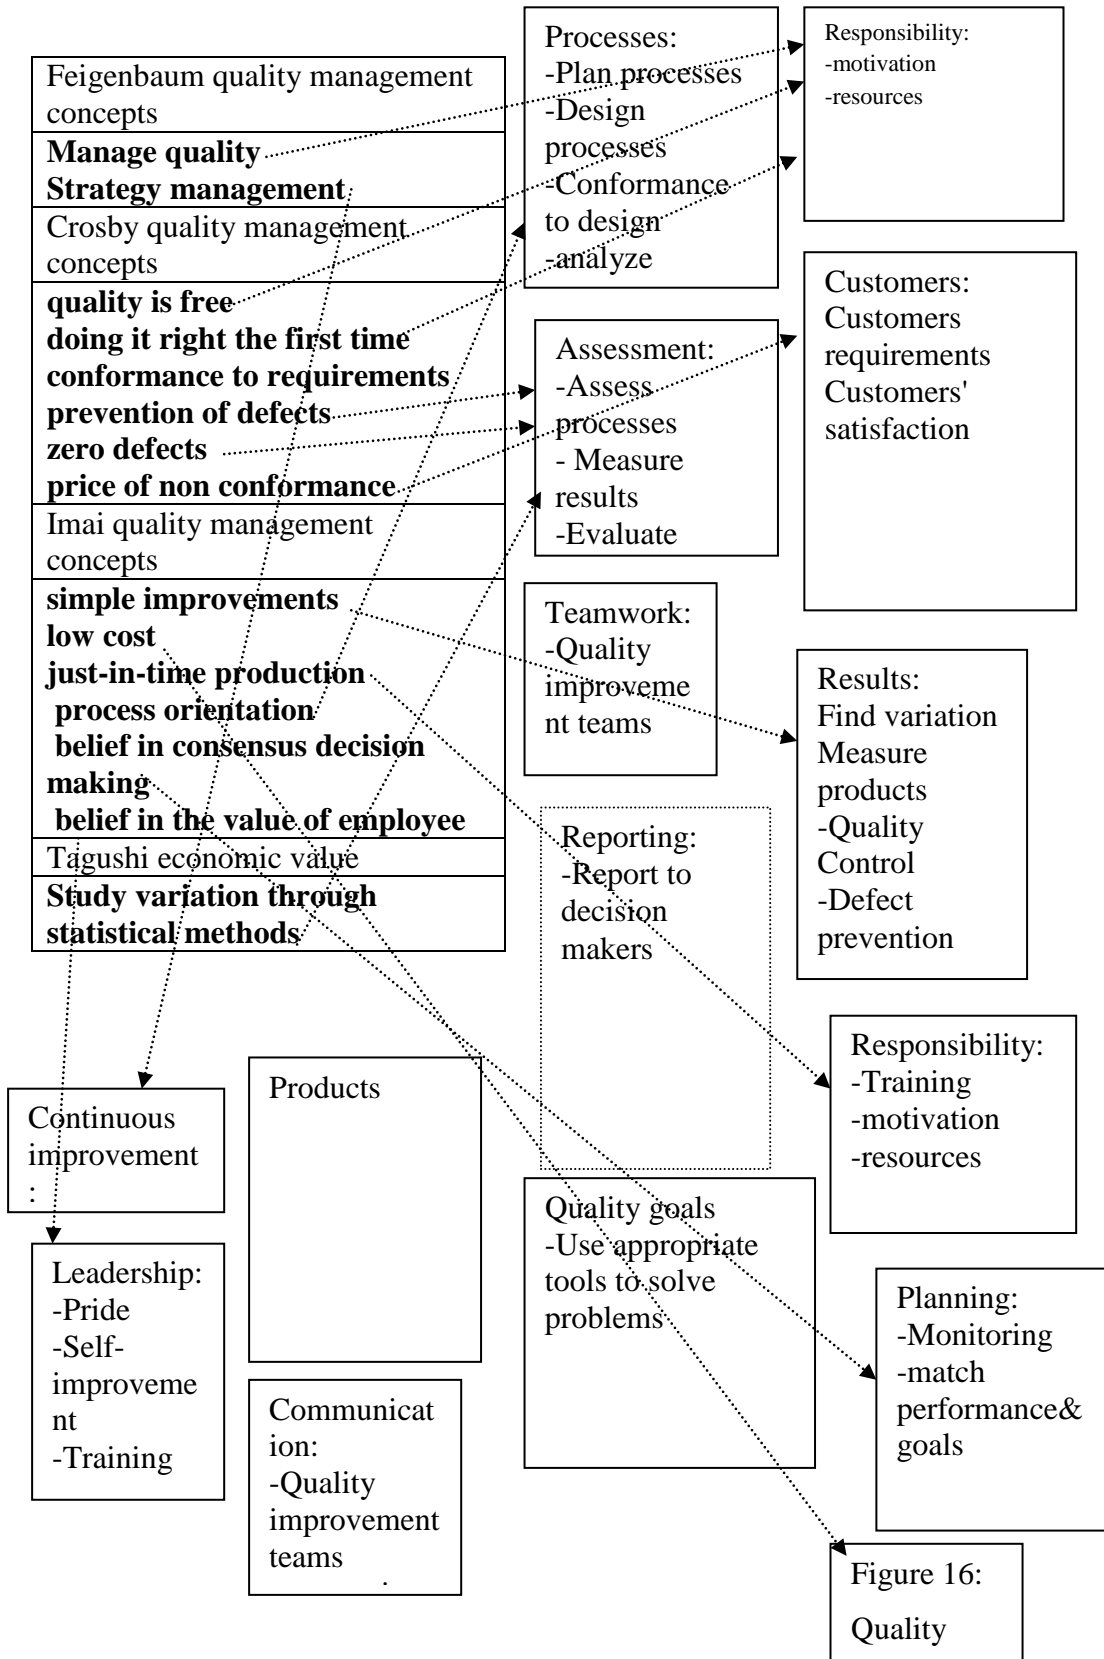 Feigenbaum quality management
concepts
Manage quality
Strategy management
Crosby quality management
concepts
quality is free
doing it right the first time
conformance to requirements
prevention of defects
zero defects
price of non conformance
Imai quality management
concepts
simple improvements
low cost
just-in-time production
process orientation
belief in consensus decision
making
belief in the value of employee
Tagushi economic value
Study variation through
statistical methods
Processes:
-Plan processes
-Design
processes
-Conformance
to design
-analyze
Responsibility:
-motivation
-resources
Assessment:
-Assess
processes
- Measure
results
-Evaluate
Customers:
Customers
requirements
Customers'
satisfaction
Teamwork:
-Quality
improveme
nt teams
Results:
Find variation
Measure
products
-Quality
Control
-Defect
prevention
Reporting:
-Report to
decision
makers
Responsibility:
-Training
-motivation
-resources
Continuous
improvement
:
Products
Leadership:
-Pride
-Self-
improveme
nt
-Training
Communicat
ion:
-Quality
improvement
teams
.
Quality goals
-Use appropriate
tools to solve
problems
Planning:
-Monitoring
-match
performance&
goals
Figure 16:
Quality